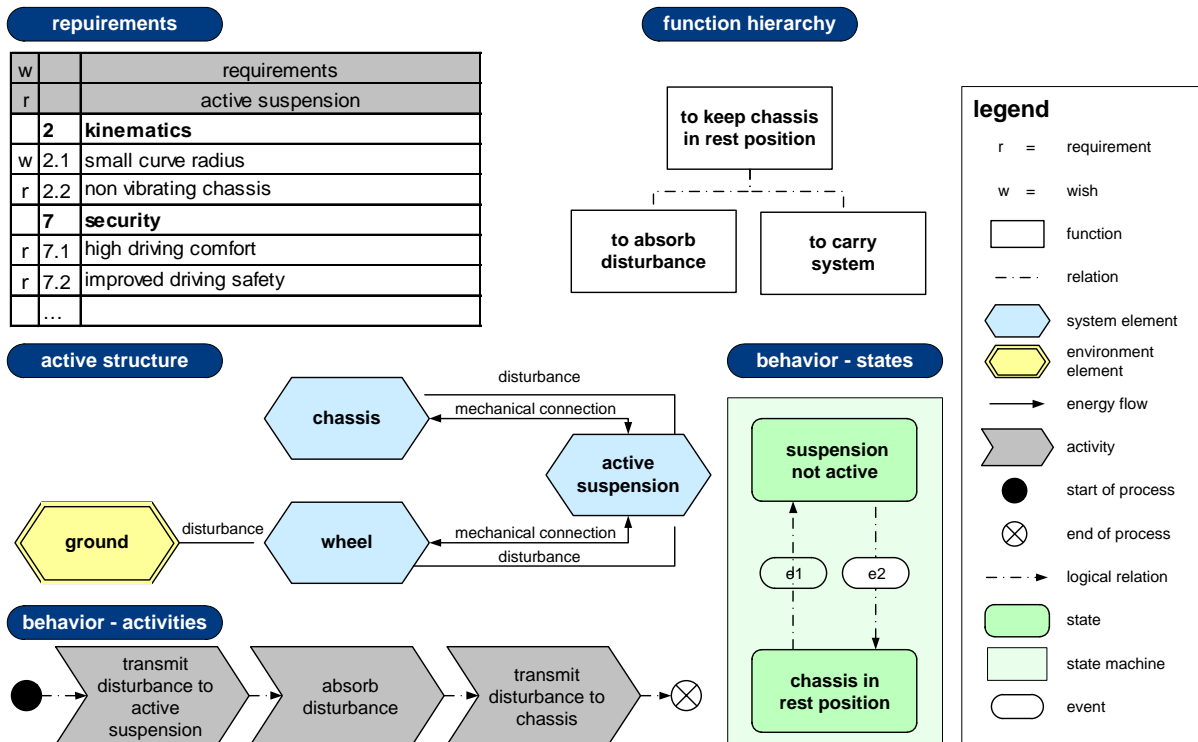 repuirements
w requirements
r active suspension
2 kinematics
w 2.1 small curve radius
r 2.2 non vibrating chassis
7 security
r 7.1 high driving comfort
r 7.2 improved driving safety
...
function hierarchy
to keep chassis
in rest position
to absorb
disturbance
to carry
system
legend
r = requirement
w = wish
function
relation
system element
environment
element
energy flow
activity
start of process
end of process
logical relation
state
state machine
event
active structure
chassis
disturbance
mechanical connection
active
suspension
ground
disturbance
wheel
mechanical connection
disturbance
behavior - states
suspension
not active
e1
e2
chassis in
rest position
behavior - activities
transmit
disturbance to
active
suspension
absorb
disturbance
transmit
disturbance to
chassis